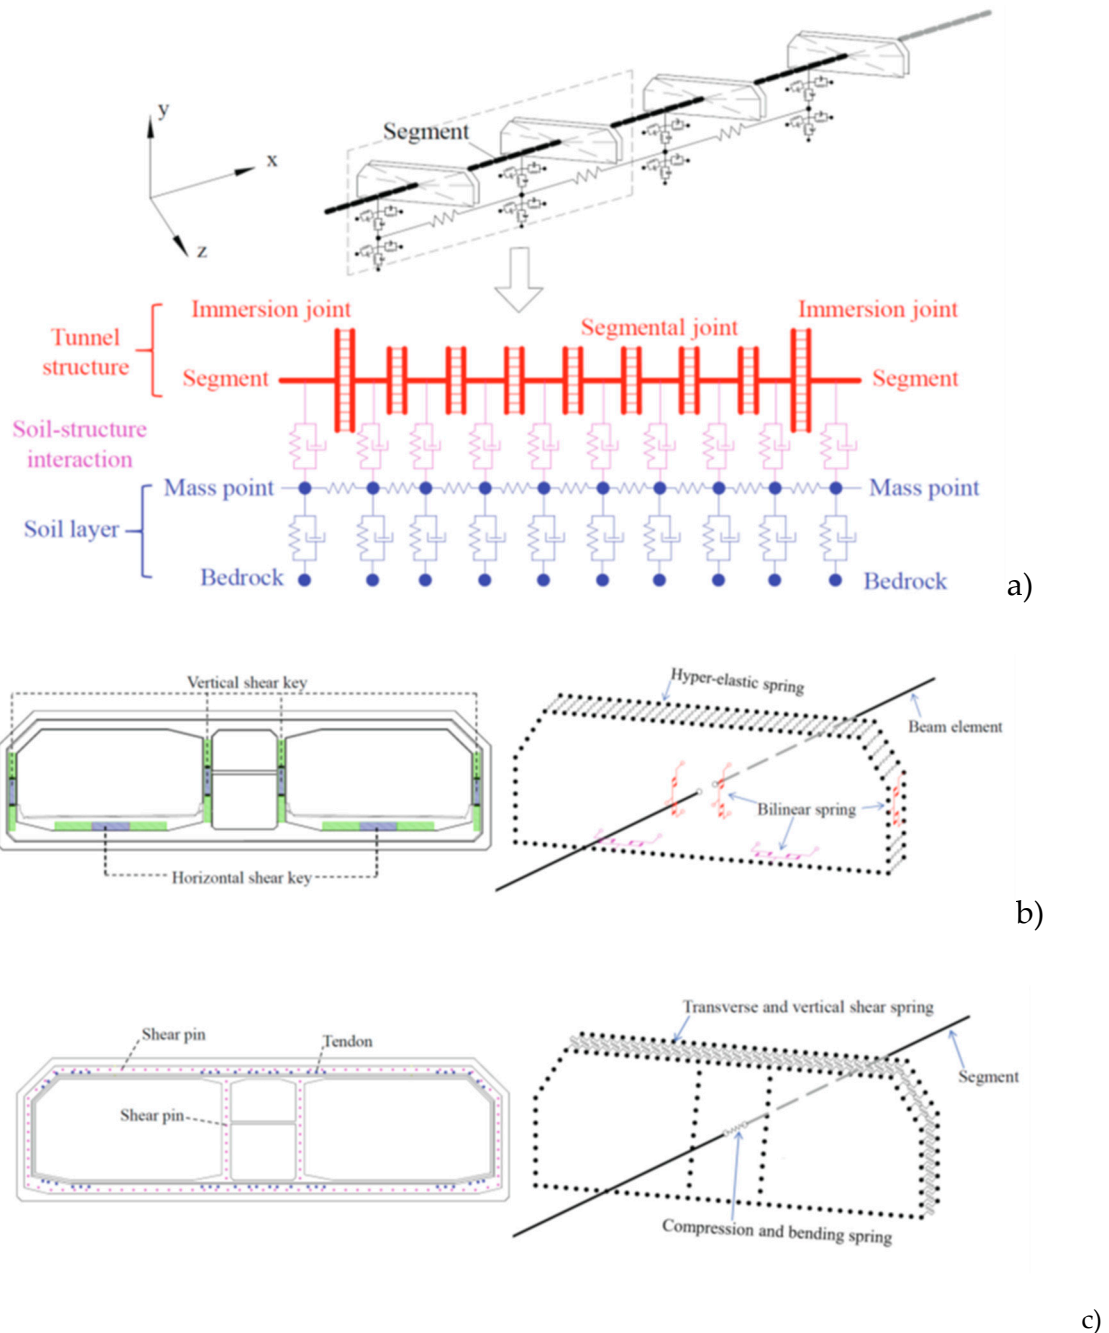 y
x
z
Segment
Immersion joint
Immersion joint
Tunnel
structure
Segmental joint
Segment
Segment
Soil-structure
interaction
Mass point
Mass point
Soil layer
Bedrock
Bedrock
a)
Vertical shear key
Horizontal shear key
Hyper-elastic spring
Beam element
Bilinear spring
b)
Shear pin
Tendon
Shear pin
Transverse and vertical shear spring
Segment
Compression and bending spring
c)